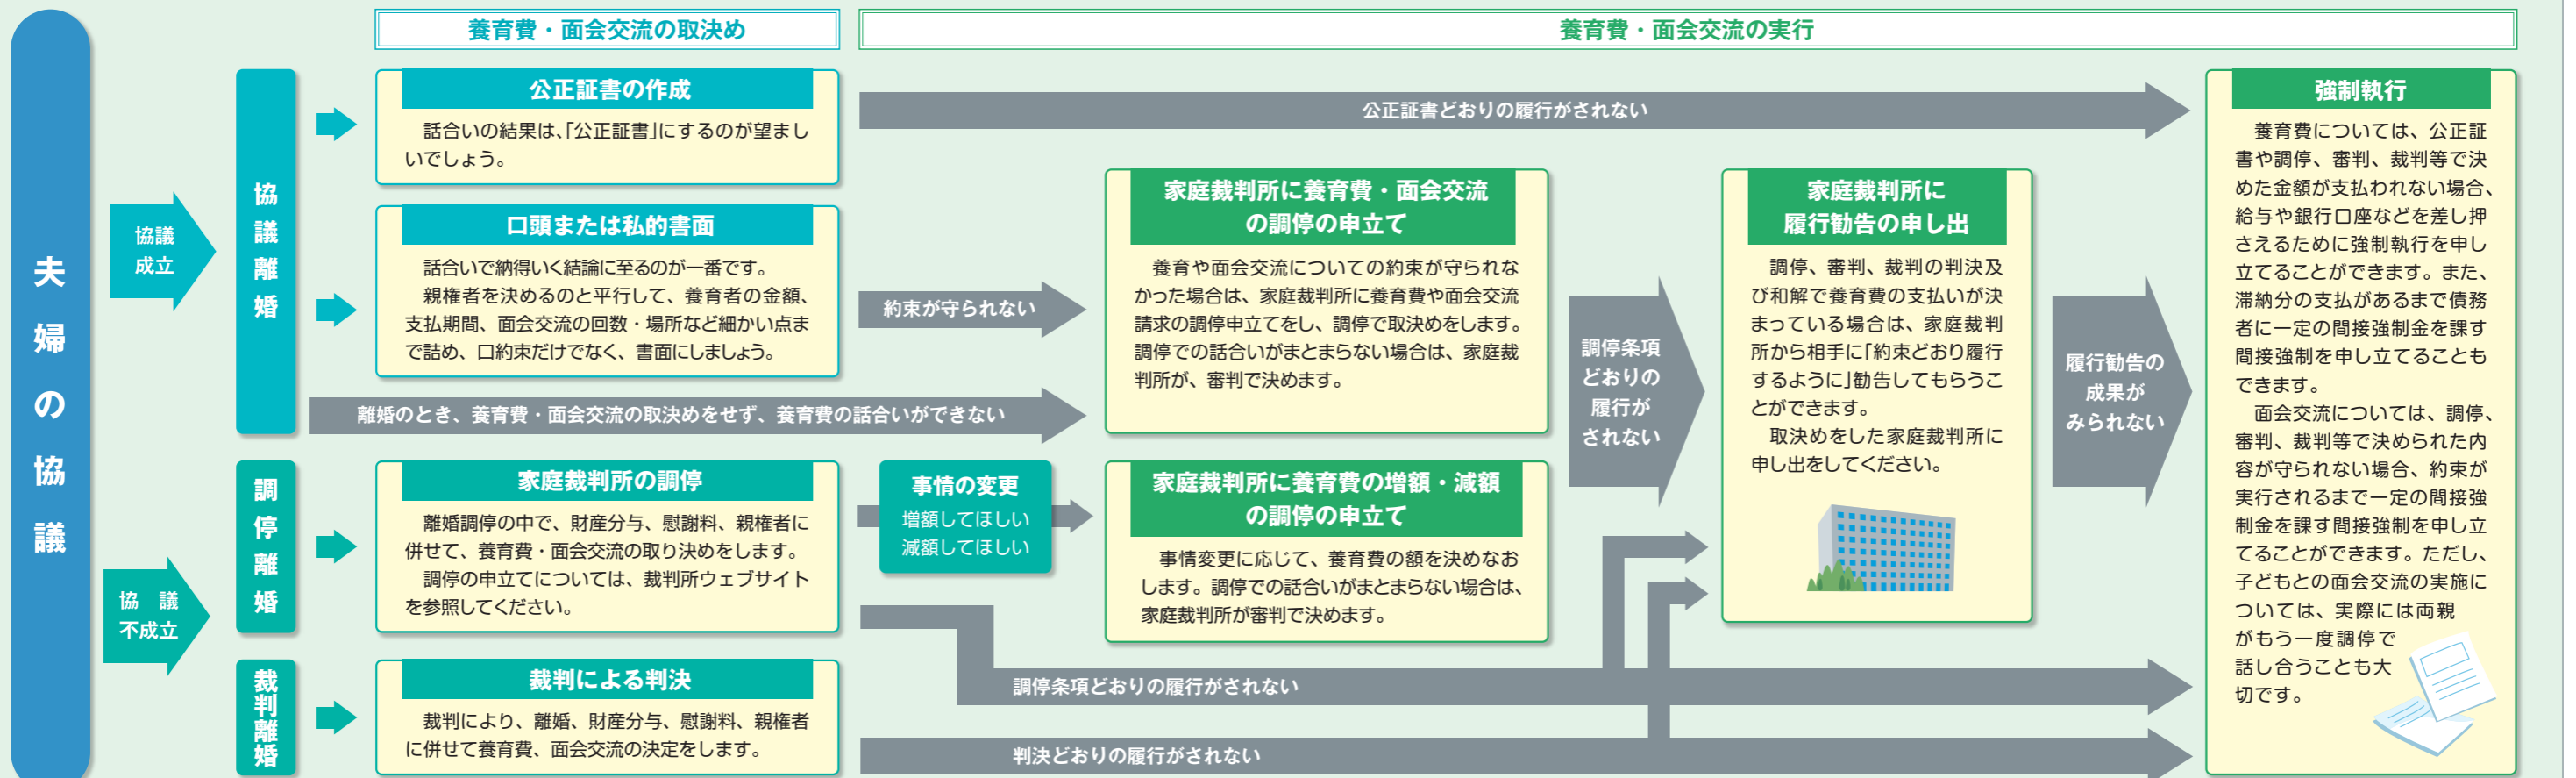 夫婦の協議
養育費・面会交流の取決め
養育費・面会交流の実行
協議
成立
協議離婚
公正証書の作成
話合いの結果は、「公正証書」にするのが望まし
いでしょう。
公正証書どおりの履行がされない
口頭または私的書面
話合いで納得いく結論に至るのが一番です。
親権者を決めるのと平行して、養育者の金額、
支払期間、面会交流の回数・場所など細かい点ま
で詰め、口約束だけでなく、書面にしましょう。
約束が守られない
離婚のとき、養育費・面会交流の取決めをせず、養育費の話合いができない
家庭裁判所に養育費・面会交流
の調停の申立て
養育や面会交流についての約束が守られな
かった場合は、家庭裁判所に養育費や面会交流
請求の調停申立てをし、調停で取決めをします。
調停での話合いがまとまらない場合は、家庭裁
判所が、審判で決めます。
調停条項
どおりの
履行が
されない
家庭裁判所に
履行勧告の申し出
調停、審判、裁判の判決及
び和解で養育費の支払いが決
まっている場合は、家庭裁判
所から相手に「約束どおり履行
するように」勧告してもらうこ
とができます。
取決めをした家庭裁判所に
申し出をしてください。
履行勧告の
成果が
みられない
協　議
不成立
調停離婚
家庭裁判所の調停
離婚調停の中で、財産分与、慰謝料、親権者に
併せて、養育費・面会交流の取り決めをします。
調停の申立てについては、裁判所ウェブサイト
を参照してください。
事情の変更
増額してほしい
減額してほしい
家庭裁判所に養育費の増額・減額
の調停の申立て
事情変更に応じて、養育費の額を決めなお
します。調停での話合いがまとまらない場合は、
家庭裁判所が審判で決めます。
調停条項どおりの履行がされない
裁判離婚
裁判による判決
裁判により、離婚、財産分与、慰謝料、親権者
に併せて養育費、面会交流の決定をします。
判決どおりの履行がされない
強制執行
養育費については、公正証
書や調停、審判、裁判等で決
めた金額が支払われない場合、
給与や銀行口座などを差し押
さえるために強制執行を申し
立てることができます。また、
滞納分の支払があるまで債務
者に一定の間接強制金を課す
間接強制を申し立てることも
できます。
面会交流については、調停、
審判、裁判等で決められた内
容が守られない場合、約束が
実行されるまで一定の間接強
制金を課す間接強制を申し立
てることができます。ただし、
子どもとの面会交流の実施に
ついては、実際には両親
がもう一度調停で
話し合うことも大
切です。